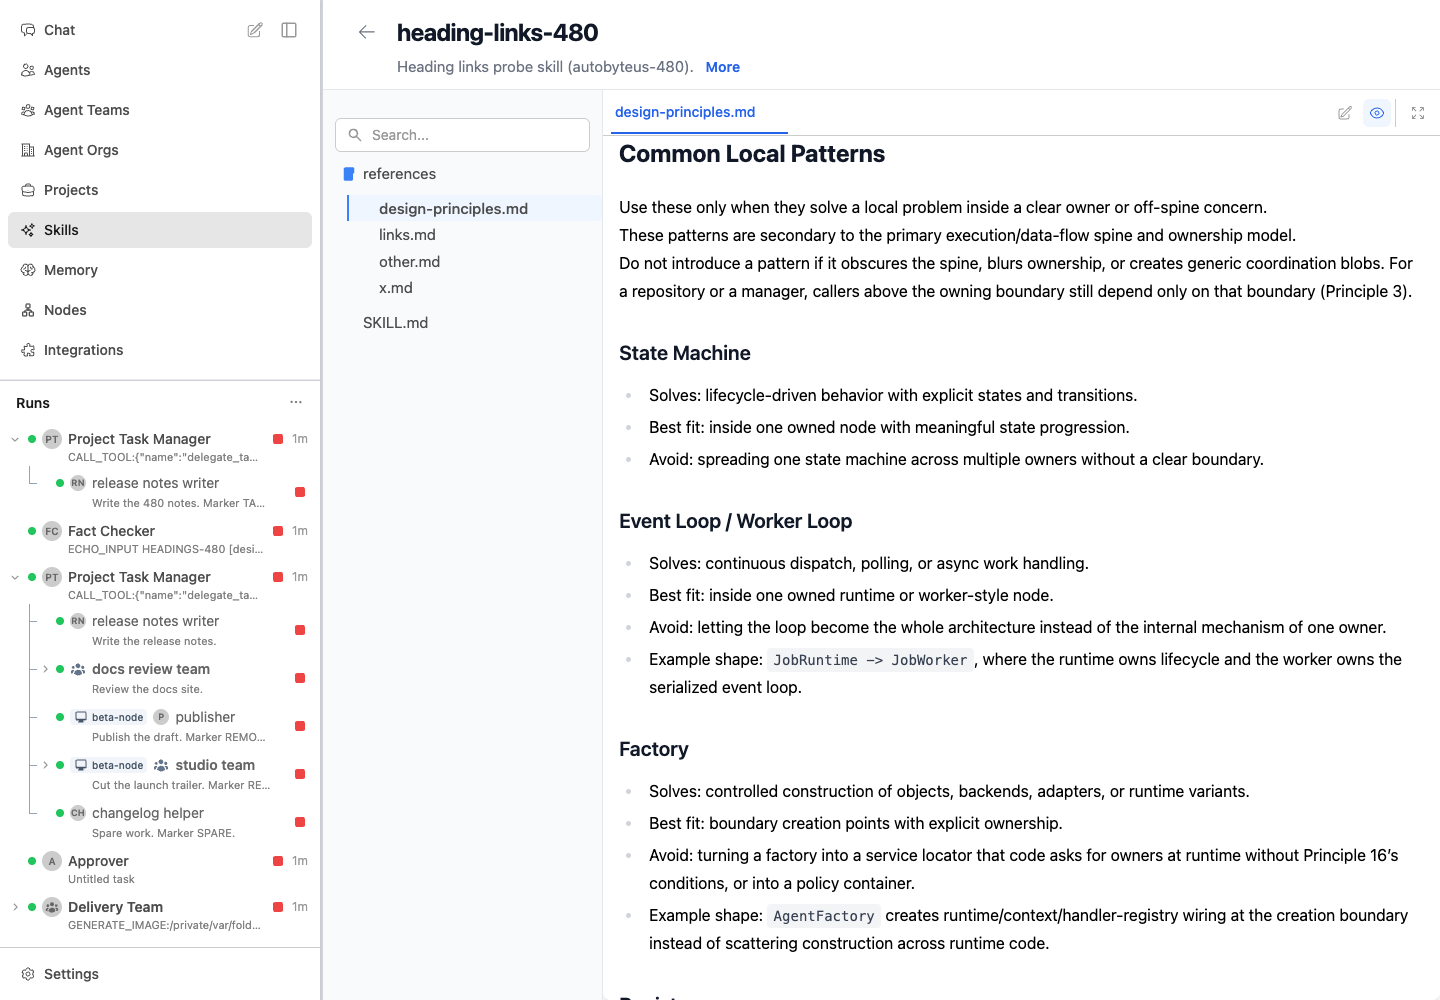 Chat
Agents
Agent Teams
Agent Orgs
Projects
Skills
Memory
Nodes
Integrations
Runs
PT Project Task Manager 1m
CALL_TOOL:{"name":"delegate_ta...
RN release notes writer
Write the 480 notes. Marker TA...
FC Fact Checker 1m
ECHO_INPUT HEADINGS-480 [desi...
PT Project Task Manager 1m
CALL_TOOL:{"name":"delegate_ta...
RN release notes writer
Write the release notes.
docs review team
Review the docs site.
beta-node P publisher
Publish the draft. Marker REMO...
beta-node studio team
Cut the launch trailer. Marker RE...
CH changelog helper
Spare work. Marker SPARE.
A Approver 1m
Untitled task
Delivery Team 1m
GENERATE_IMAGE:/private/var/fold...
Settings
heading-links-480
Heading links probe skill (autobyteus-480). More
Search...
references
design-principles.md
links.md
other.md
x.md
SKILL.md
design-principles.md
Common Local Patterns
Use these only when they solve a local problem inside a clear owner or off-spine concern.
These patterns are secondary to the primary execution/data-flow spine and ownership model.
Do not introduce a pattern if it obscures the spine, blurs ownership, or creates generic coordination blobs. For
a repository or a manager, callers above the owning boundary still depend only on that boundary (Principle 3).
State Machine
Solves: lifecycle-driven behavior with explicit states and transitions.
Best fit: inside one owned node with meaningful state progression.
Avoid: spreading one state machine across multiple owners without a clear boundary.
Event Loop / Worker Loop
Solves: continuous dispatch, polling, or async work handling.
Best fit: inside one owned runtime or worker-style node.
Avoid: letting the loop become the whole architecture instead of the internal mechanism of one owner.
Example shape: JobRuntime -> JobWorker, where the runtime owns lifecycle and the worker owns the
serialized event loop.
Factory
Solves: controlled construction of objects, backends, adapters, or runtime variants.
Best fit: boundary creation points with explicit ownership.
Avoid: turning a factory into a service locator that code asks for owners at runtime without Principle 16’s
conditions, or into a policy container.
Example shape: AgentFactory creates runtime/context/handler-registry wiring at the creation boundary
instead of scattering construction across runtime code.